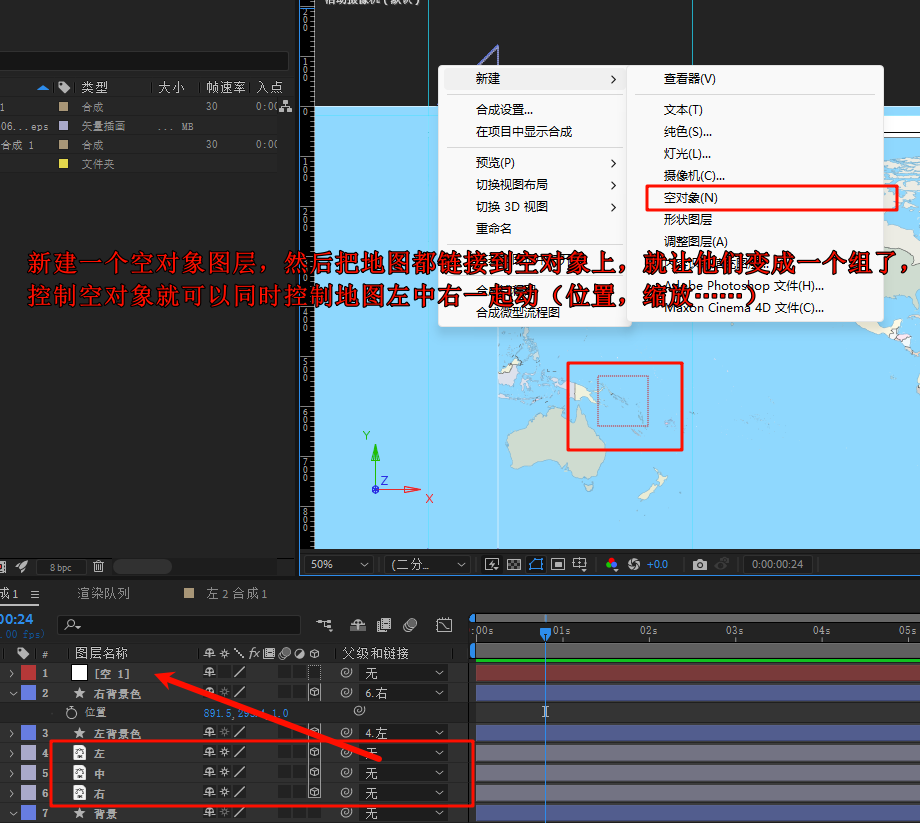 类型 大小 帧速率 入点
1 合成 30 0:00
06...eps 矢量插画 ... MB
合成 1 合成 30 0:00
文件夹
新建
合成设置...
在项目中显示合成
预览(P)
切换视图布局
切换 3D 视图
重命名
合成微型流程图
查看器(V)
文本(T)
纯色(S)...
灯光(L)...
摄像机(C)...
空对象(N)
形状图层
调整图层(A)
Adobe Photoshop 文件(H)...
Maxon Cinema 4D 文件(C)...
新建一个空对象图层，然后把地图都链接到空对象上，就让他们变成一个组了，
控制空对象就可以同时控制地图左中右一起动（位置，缩放……）
Y
Z
X
8 bpc
50% (二分... +0.0 0:00:00:24
成 1 渲染队列 左 2 合成 1
00:24
.00 fps)
:00s 01s 02s 03s 04s 05s
# 图层名称 fx 父级和链接
1 [空 1] 无
2 右背景色 6.右
位置
3 左背景色 4.左
4 左 无
5 中 无
6 右 无
7 背景 无